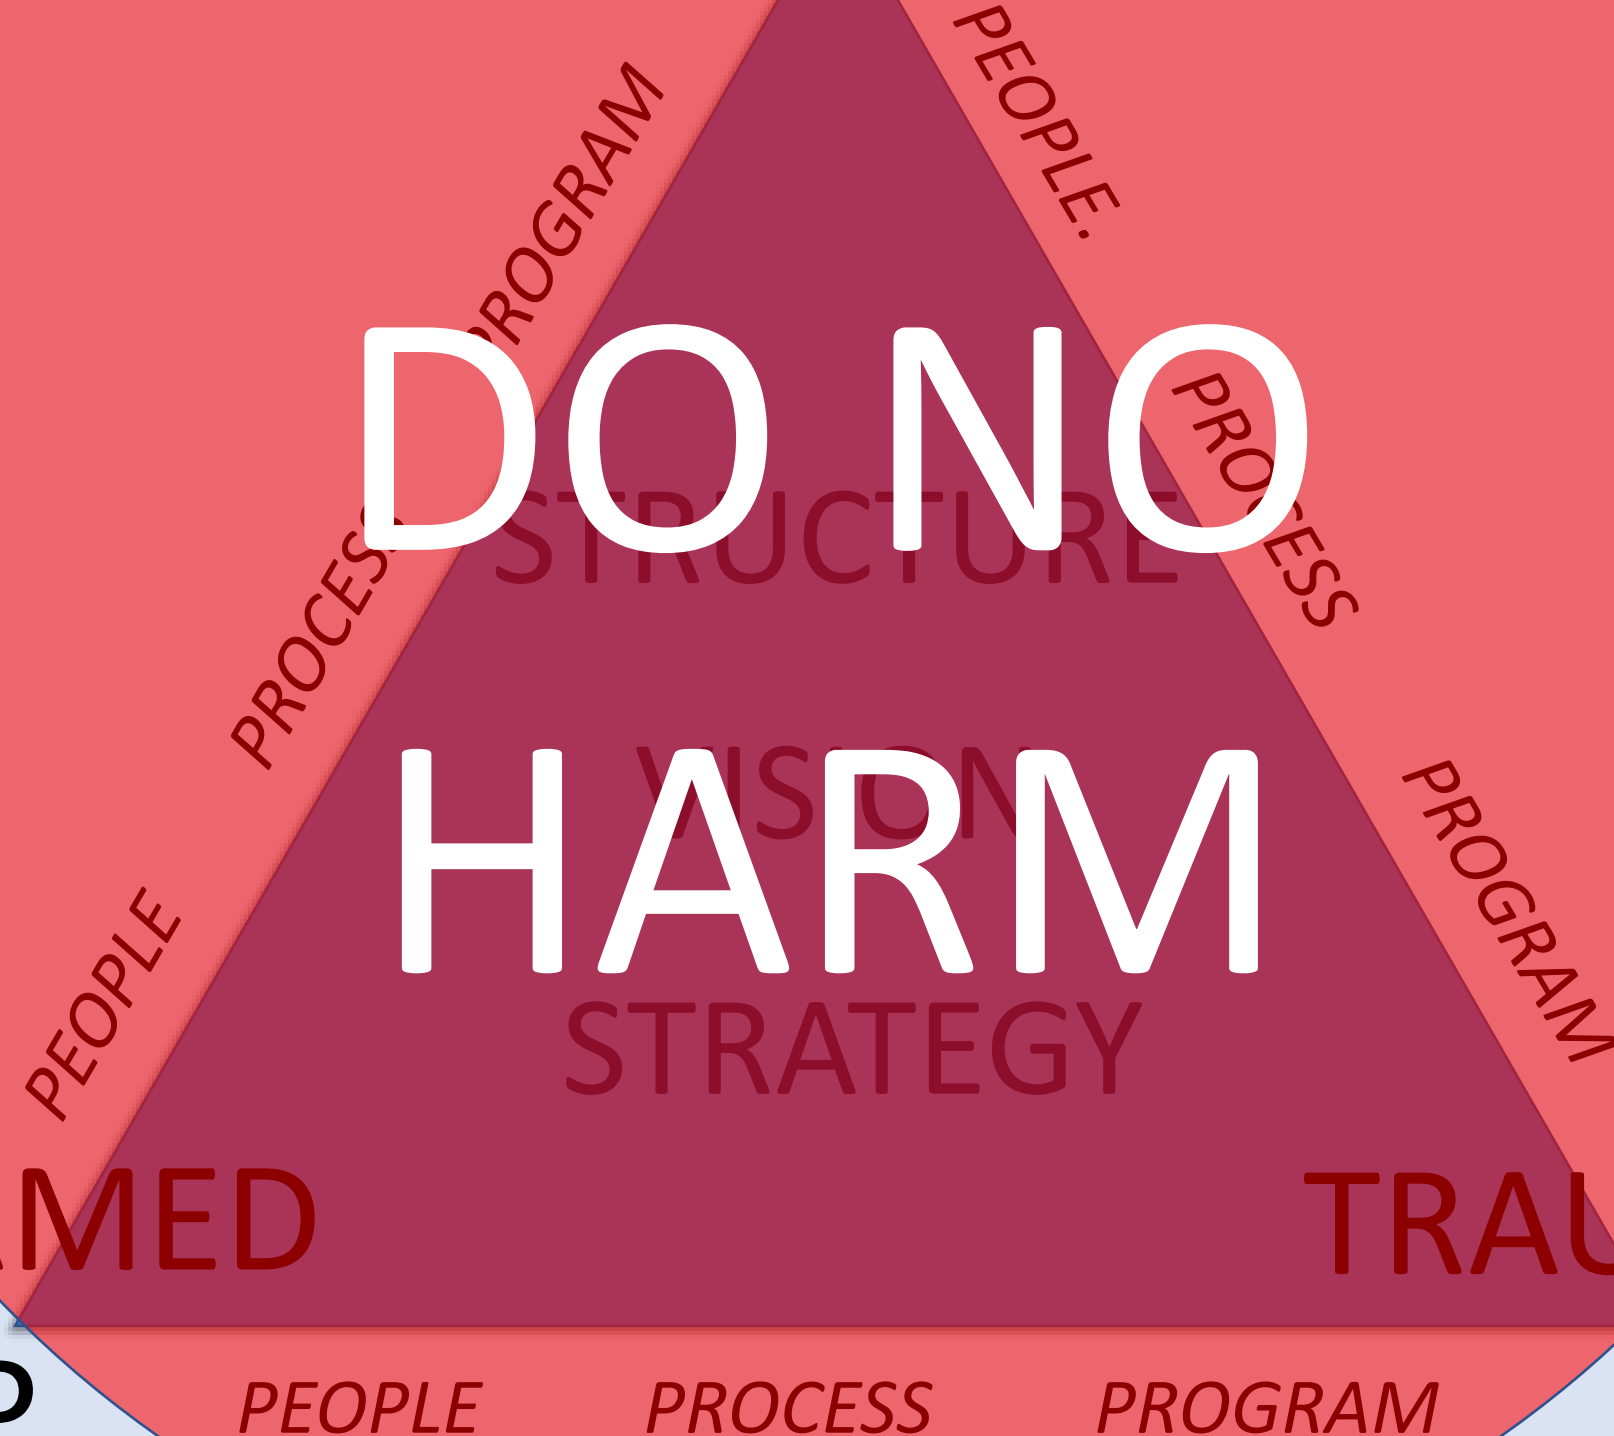 PEOPLE.
PROGRAM
DO NO
PROCESS
STRUCTURE
PROCESS
VISION
HARM
PROGRAM
PEOPLE
STRATEGY
MED
TRAU
PEOPLE PROCESS PROGRAM